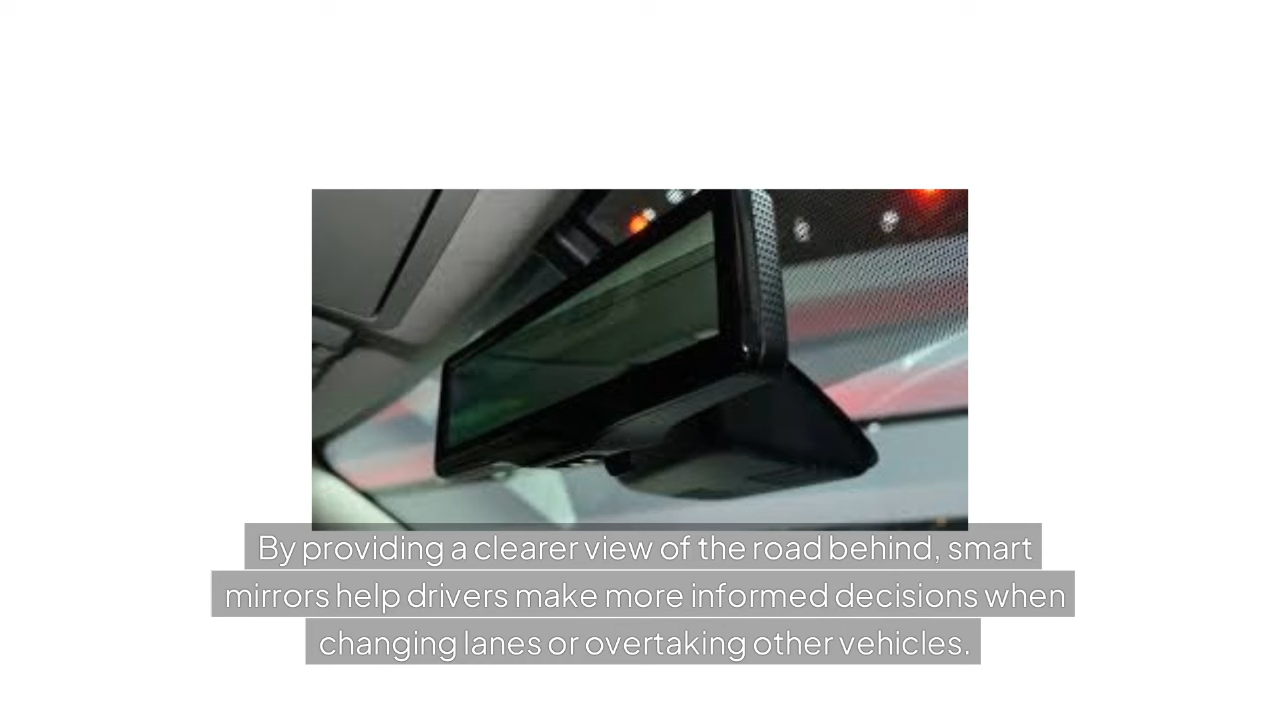 By providing a clearer view of the road behind, smart
mirrors help drivers make more informed decisions when
changing lanes or overtaking other vehicles.